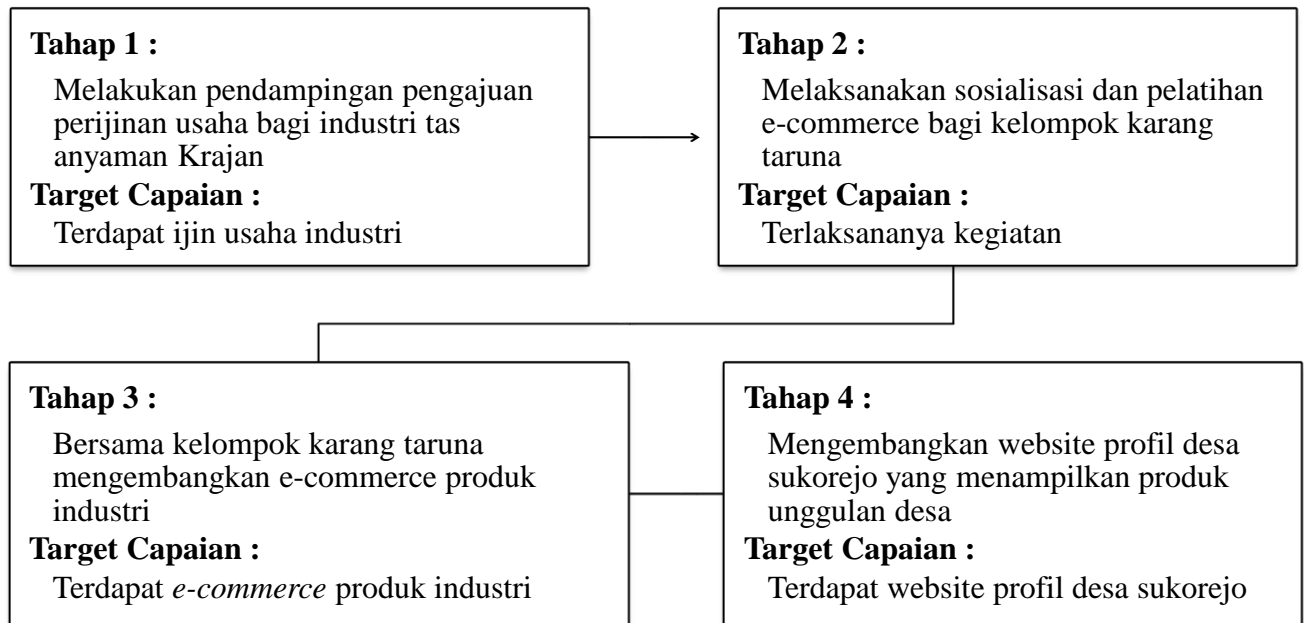 Tahap 1 :
Melakukan pendampingan pengajuan
perijinan usaha bagi industri tas
anyaman Krajan
Target Capaian :
Terdapat ijin usaha industri
Tahap 2 :
Melaksanakan sosialisasi dan pelatihan
e-commerce bagi kelompok karang
taruna
Target Capaian :
Terlaksananya kegiatan
Tahap 3 :
Bersama kelompok karang taruna
mengembangkan e-commerce produk
industri
Target Capaian :
Terdapat e-commerce produk industri
Tahap 4 :
Mengembangkan website profil desa
sukorejo yang menampilkan produk
unggulan desa
Target Capaian :
Terdapat website profil desa sukorejo